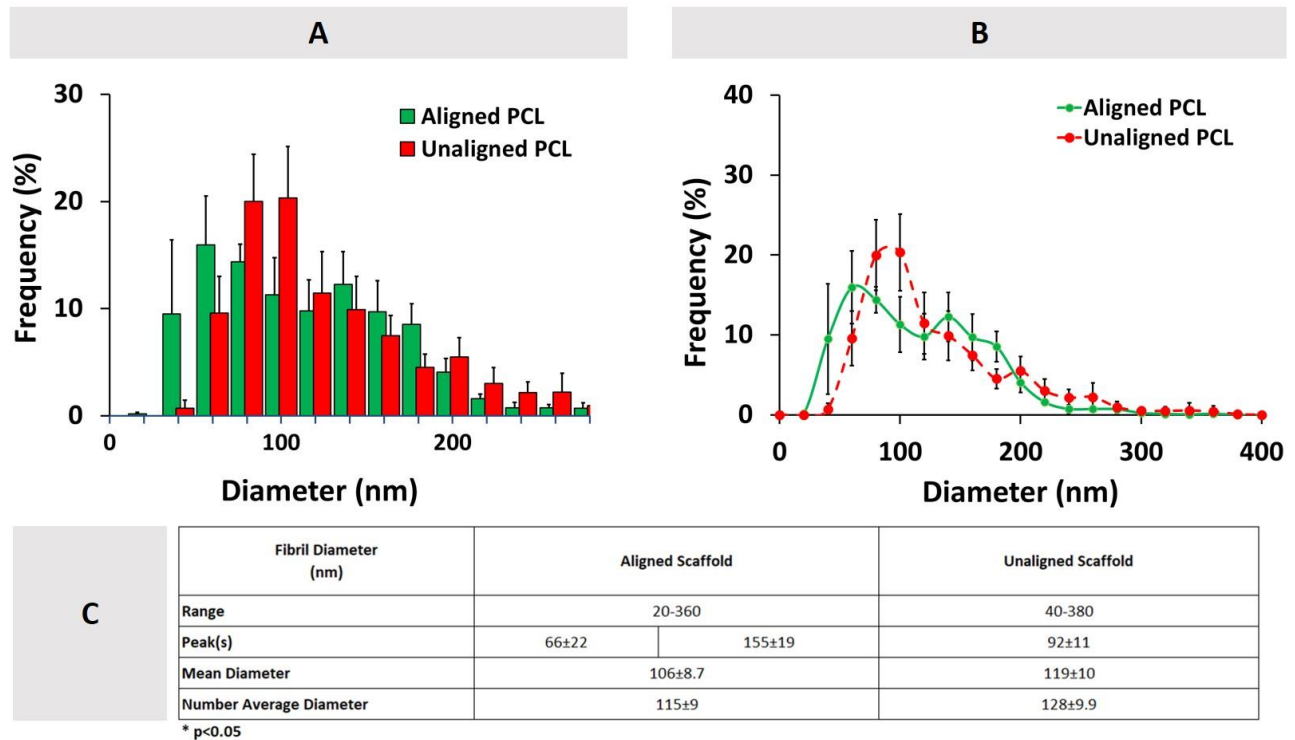 A
B
30
20
10
0
Frequency (%)
Aligned PCL
Unaligned PCL
0
100
200
Diameter (nm)
40
30
20
10
0
Frequency (%)
Aligned PCL
Unaligned PCL
0
100
200
300
400
Diameter (nm)
C
Fibril Diameter
(nm)
Aligned Scaffold
Unaligned Scaffold
Range
20-360
40-380
Peak(s)
66±22
155±19
92±11
Mean Diameter
106±8.7
119±10
Number Average Diameter
115±9
128±9.9
* p<0.05